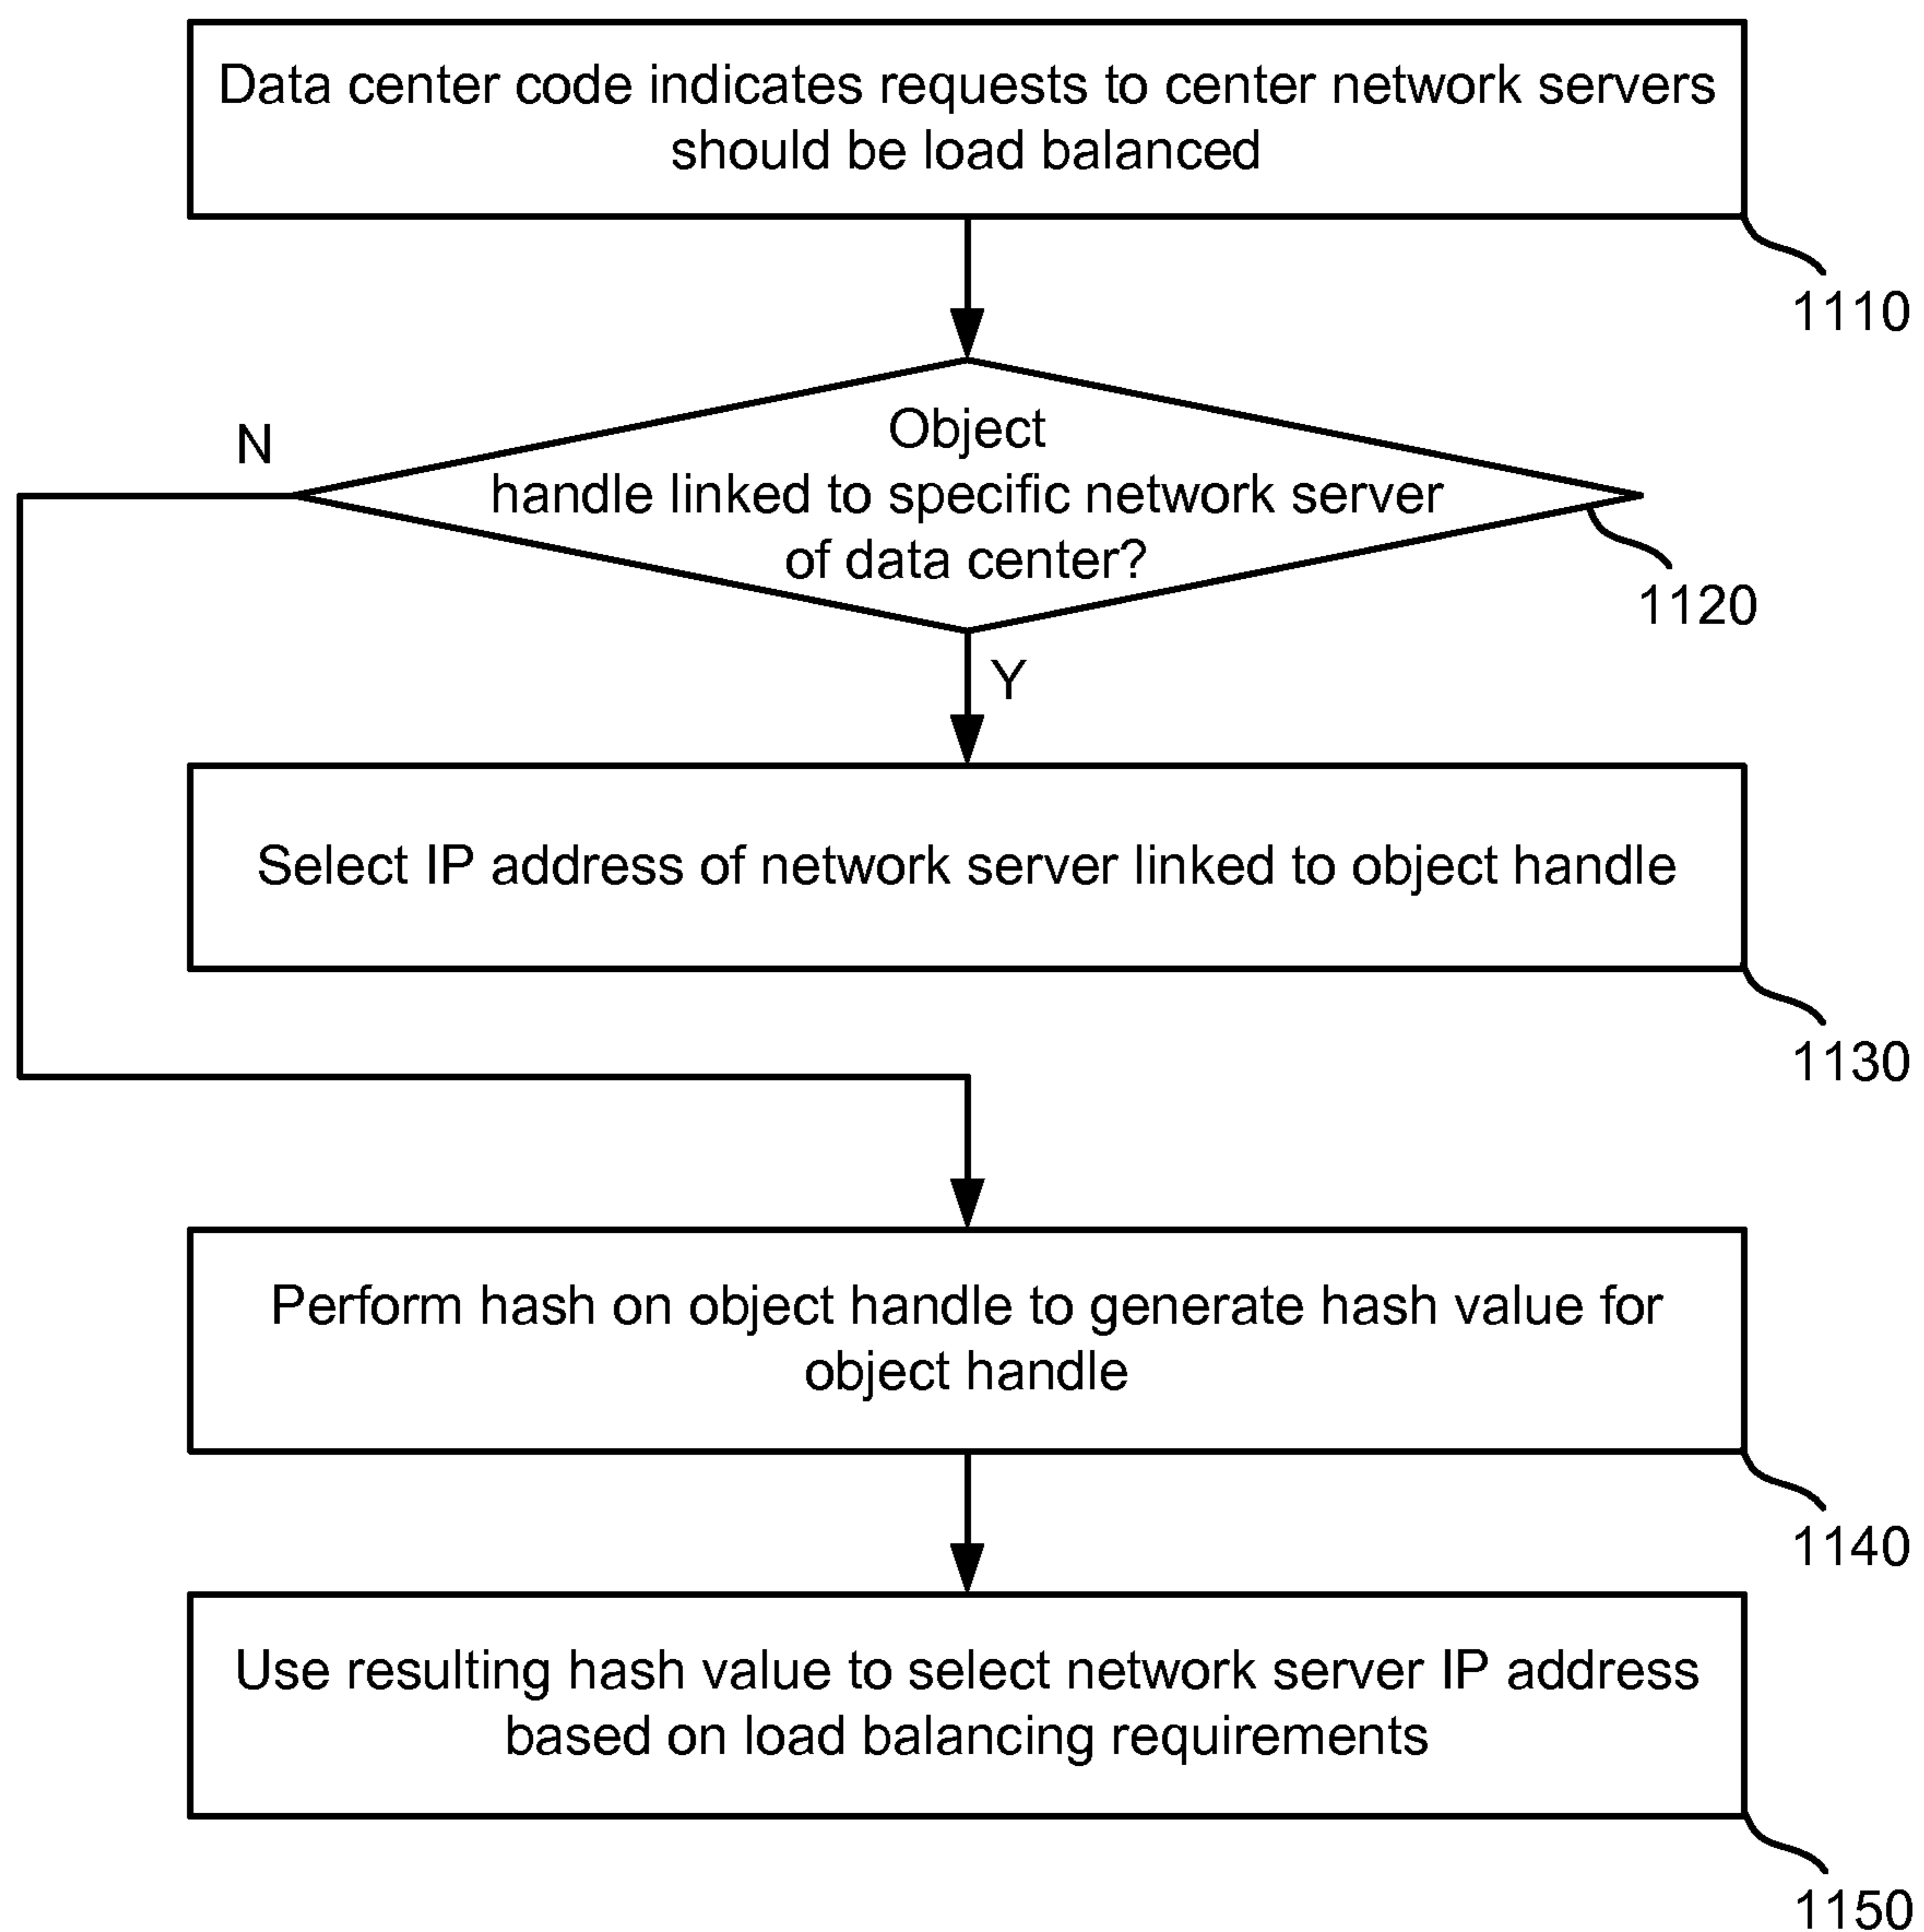 Data center code indicates requests to center network servers
should be load balanced
1110
N
Object
handle linked to specific network server
of data center?
1120
Y
Select IP address of network server linked to object handle
1130
Perform hash on object handle to generate hash value for
object handle
1140
Use resulting hash value to select network server IP address
based on load balancing requirements
1150